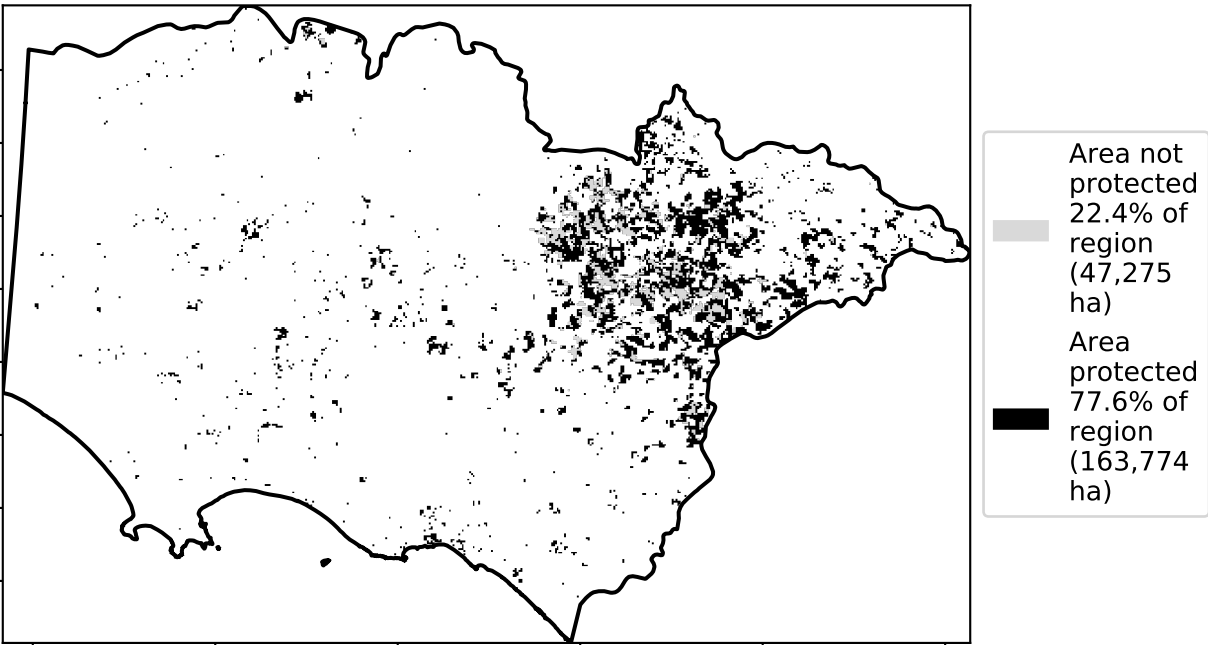 Area not
protected
22.4% of
region
(47,275
ha)
Area
protected
77.6% of
region
(163,774
ha)